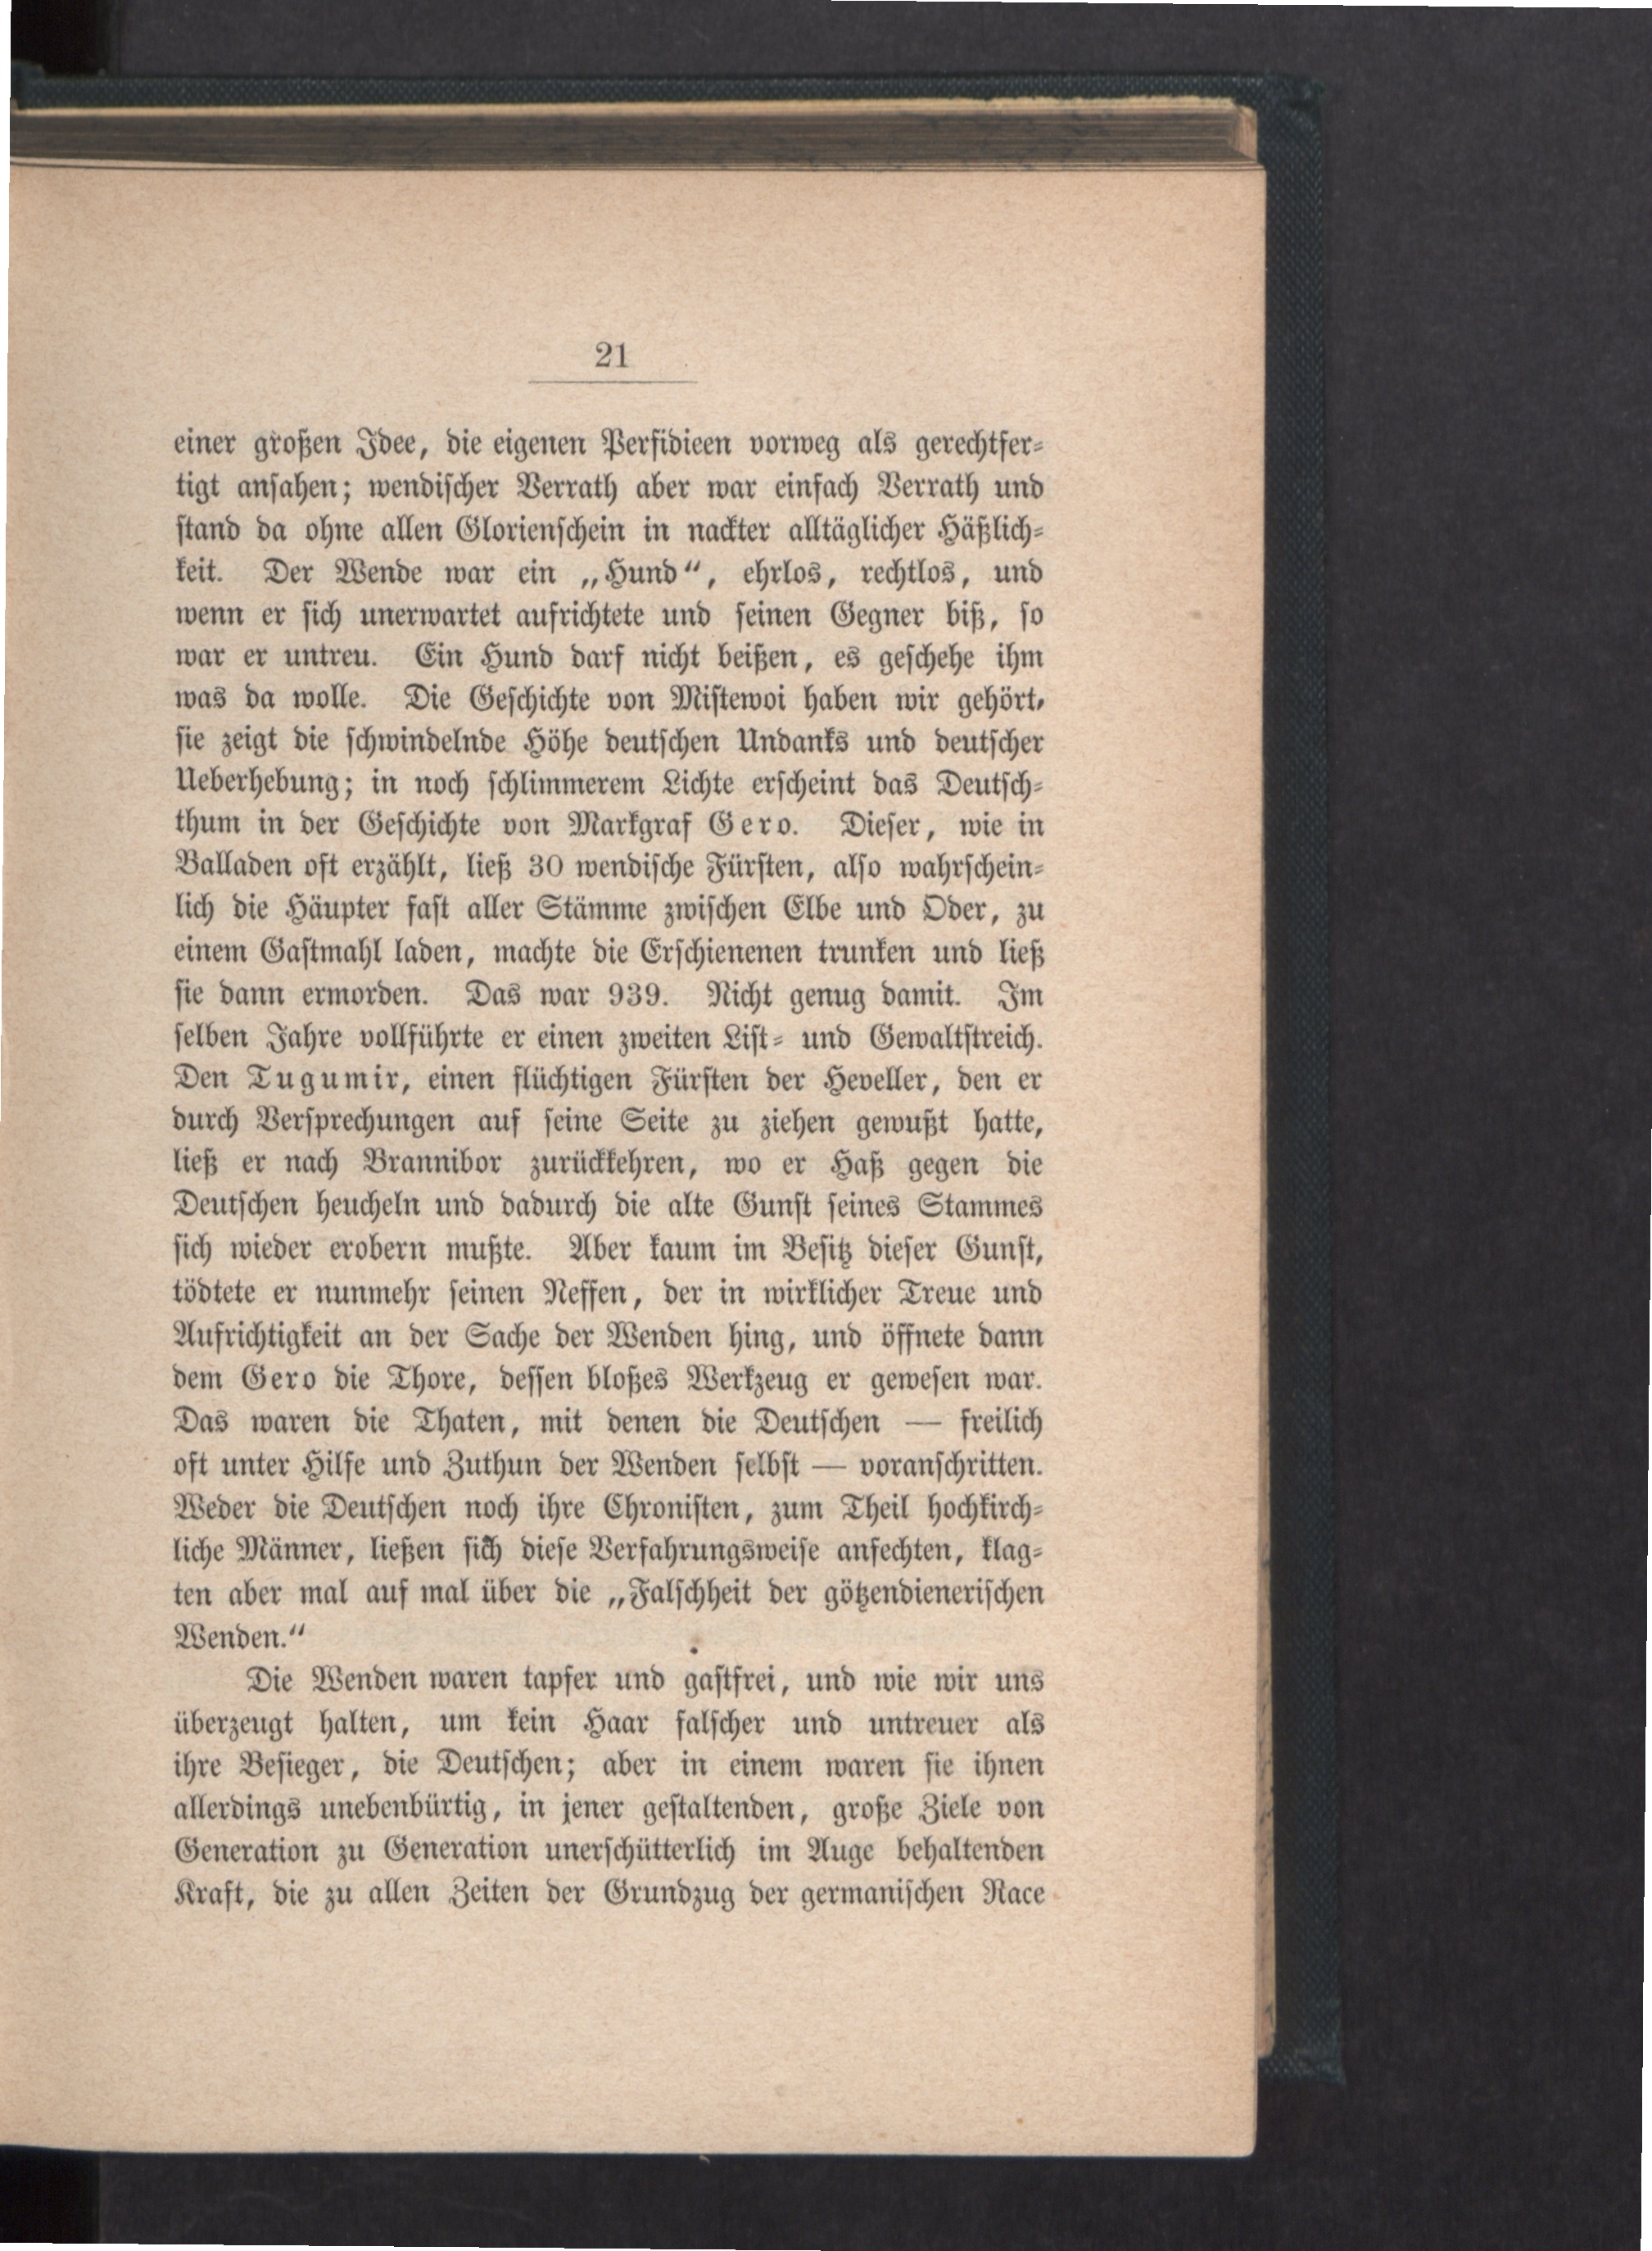 21
einer großen Idee, die eigenen Perfidieen vorweg als gerechtfer-
tigt ansahen; wendischer Verrath aber war einfach Verrath und
stand da ohne allen Glorienschein in nackter alltäglicher Häßlich-
keit. Der Wende war ein „Hund“, ehrlos, rechtlos, und
wenn er sich unerwartet aufrichtete und seinen Gegner biß, so
war er untreu. Ein Hund darf nicht beißen, es geschehe ihm
was da wolle. Die Geschichte von Mistewoi haben wir gehört,
sie zeigt die schwindelnde Höhe deutschen Undanks und deutscher
Ueberhebung; in noch schlimmerem Lichte erscheint das Deutsch-
thum in der Geschichte von Markgraf Gero. Dieser, wie in
Balladen oft erzählt, ließ 30 wendische Fürsten, also wahrschein-
lich die Häupter fast aller Stämme zwischen Elbe und Oder, zu
einem Gastmahl laden, machte die Erschienenen trunken und ließ
sie dann ermorden. Das war 939. Nicht genug damit. Im
selben Jahre vollführte er einen zweiten List- und Gewaltstreich.
Den Tugumir, einen flüchtigen Fürsten der Heveller, den er
durch Versprechungen auf seine Seite zu ziehen gewußt hatte,
ließ er nach Brannibor zurückkehren, wo er Haß gegen die
Deutschen heucheln und dadurch die alte Gunst seines Stammes
sich wieder erobern mußte. Aber kaum im Besitz dieser Gunst,
tödtete er nunmehr seinen Neffen, der in wirklicher Treue und
Aufrichtigkeit an der Sache der Wenden hing, und öffnete dann
dem Gero die Thore, dessen bloßes Werkzeug er gewesen war.
Das waren die Thaten, mit denen die Deutschen — freilich
oft unter Hilfe und Zuthun der Wenden selbst — voranschritten.
Weder die Deutschen noch ihre Chronisten, zum Theil hochkirch-
liche Männer, ließen sich diese Verfahrungsweise anfechten, klag-
ten aber mal auf mal über die „Falschheit der götzendienerischen
Wenden.“
Die Wenden waren tapfer und gastfrei, und wie wir uns
überzeugt halten, um kein Haar falscher und untreuer als
ihre Besieger, die Deutschen; aber in einem waren sie ihnen
allerdings unebenbürtig, in jener gestaltenden, große Ziele von
Generation zu Generation unerschütterlich im Auge behaltenden
Kraft, die zu allen Zeiten der Grundzug der germanischen Race